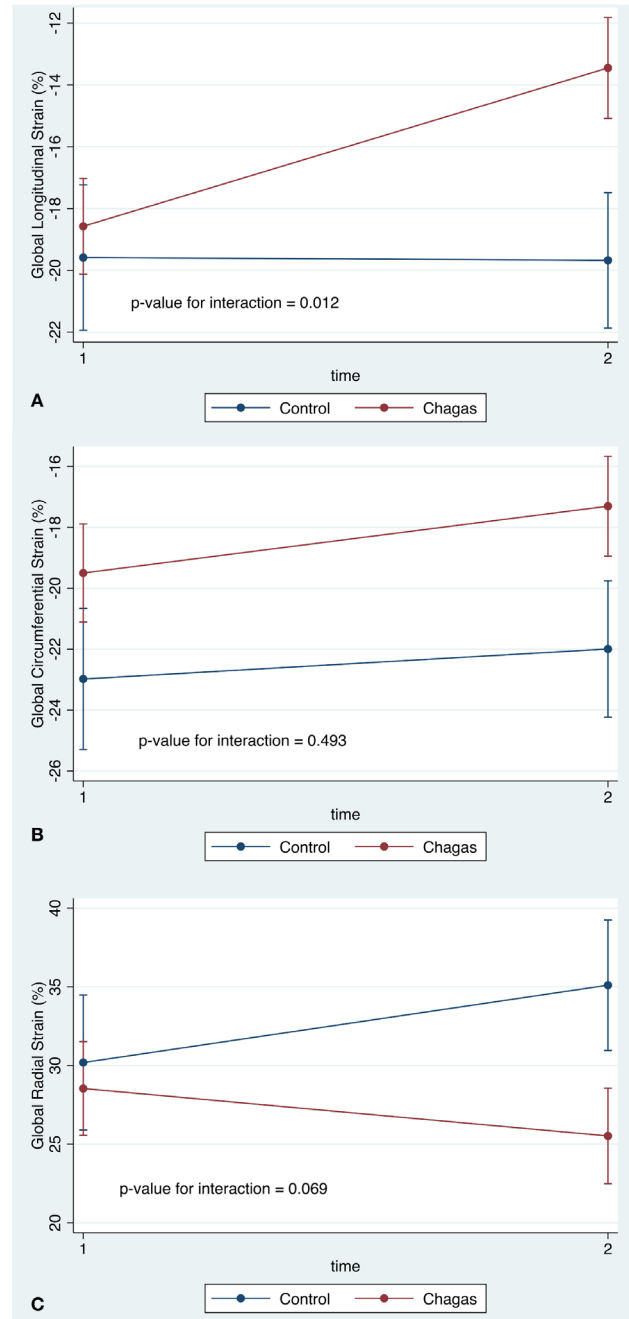 Global Longitudinal Strain (%)
-12
-14
-16
-18
-20
-22
p-value for interaction = 0.012
1
2
time
A
Control
Chagas
Global Circumferential Strain (%)
-16
-18
-20
-22
-24
-26
p-value for interaction = 0.493
1
2
time
B
Control
Chagas
Global Radial Strain (%)
40
35
30
25
20
p-value for interaction = 0.069
1
2
time
C
Control
Chagas